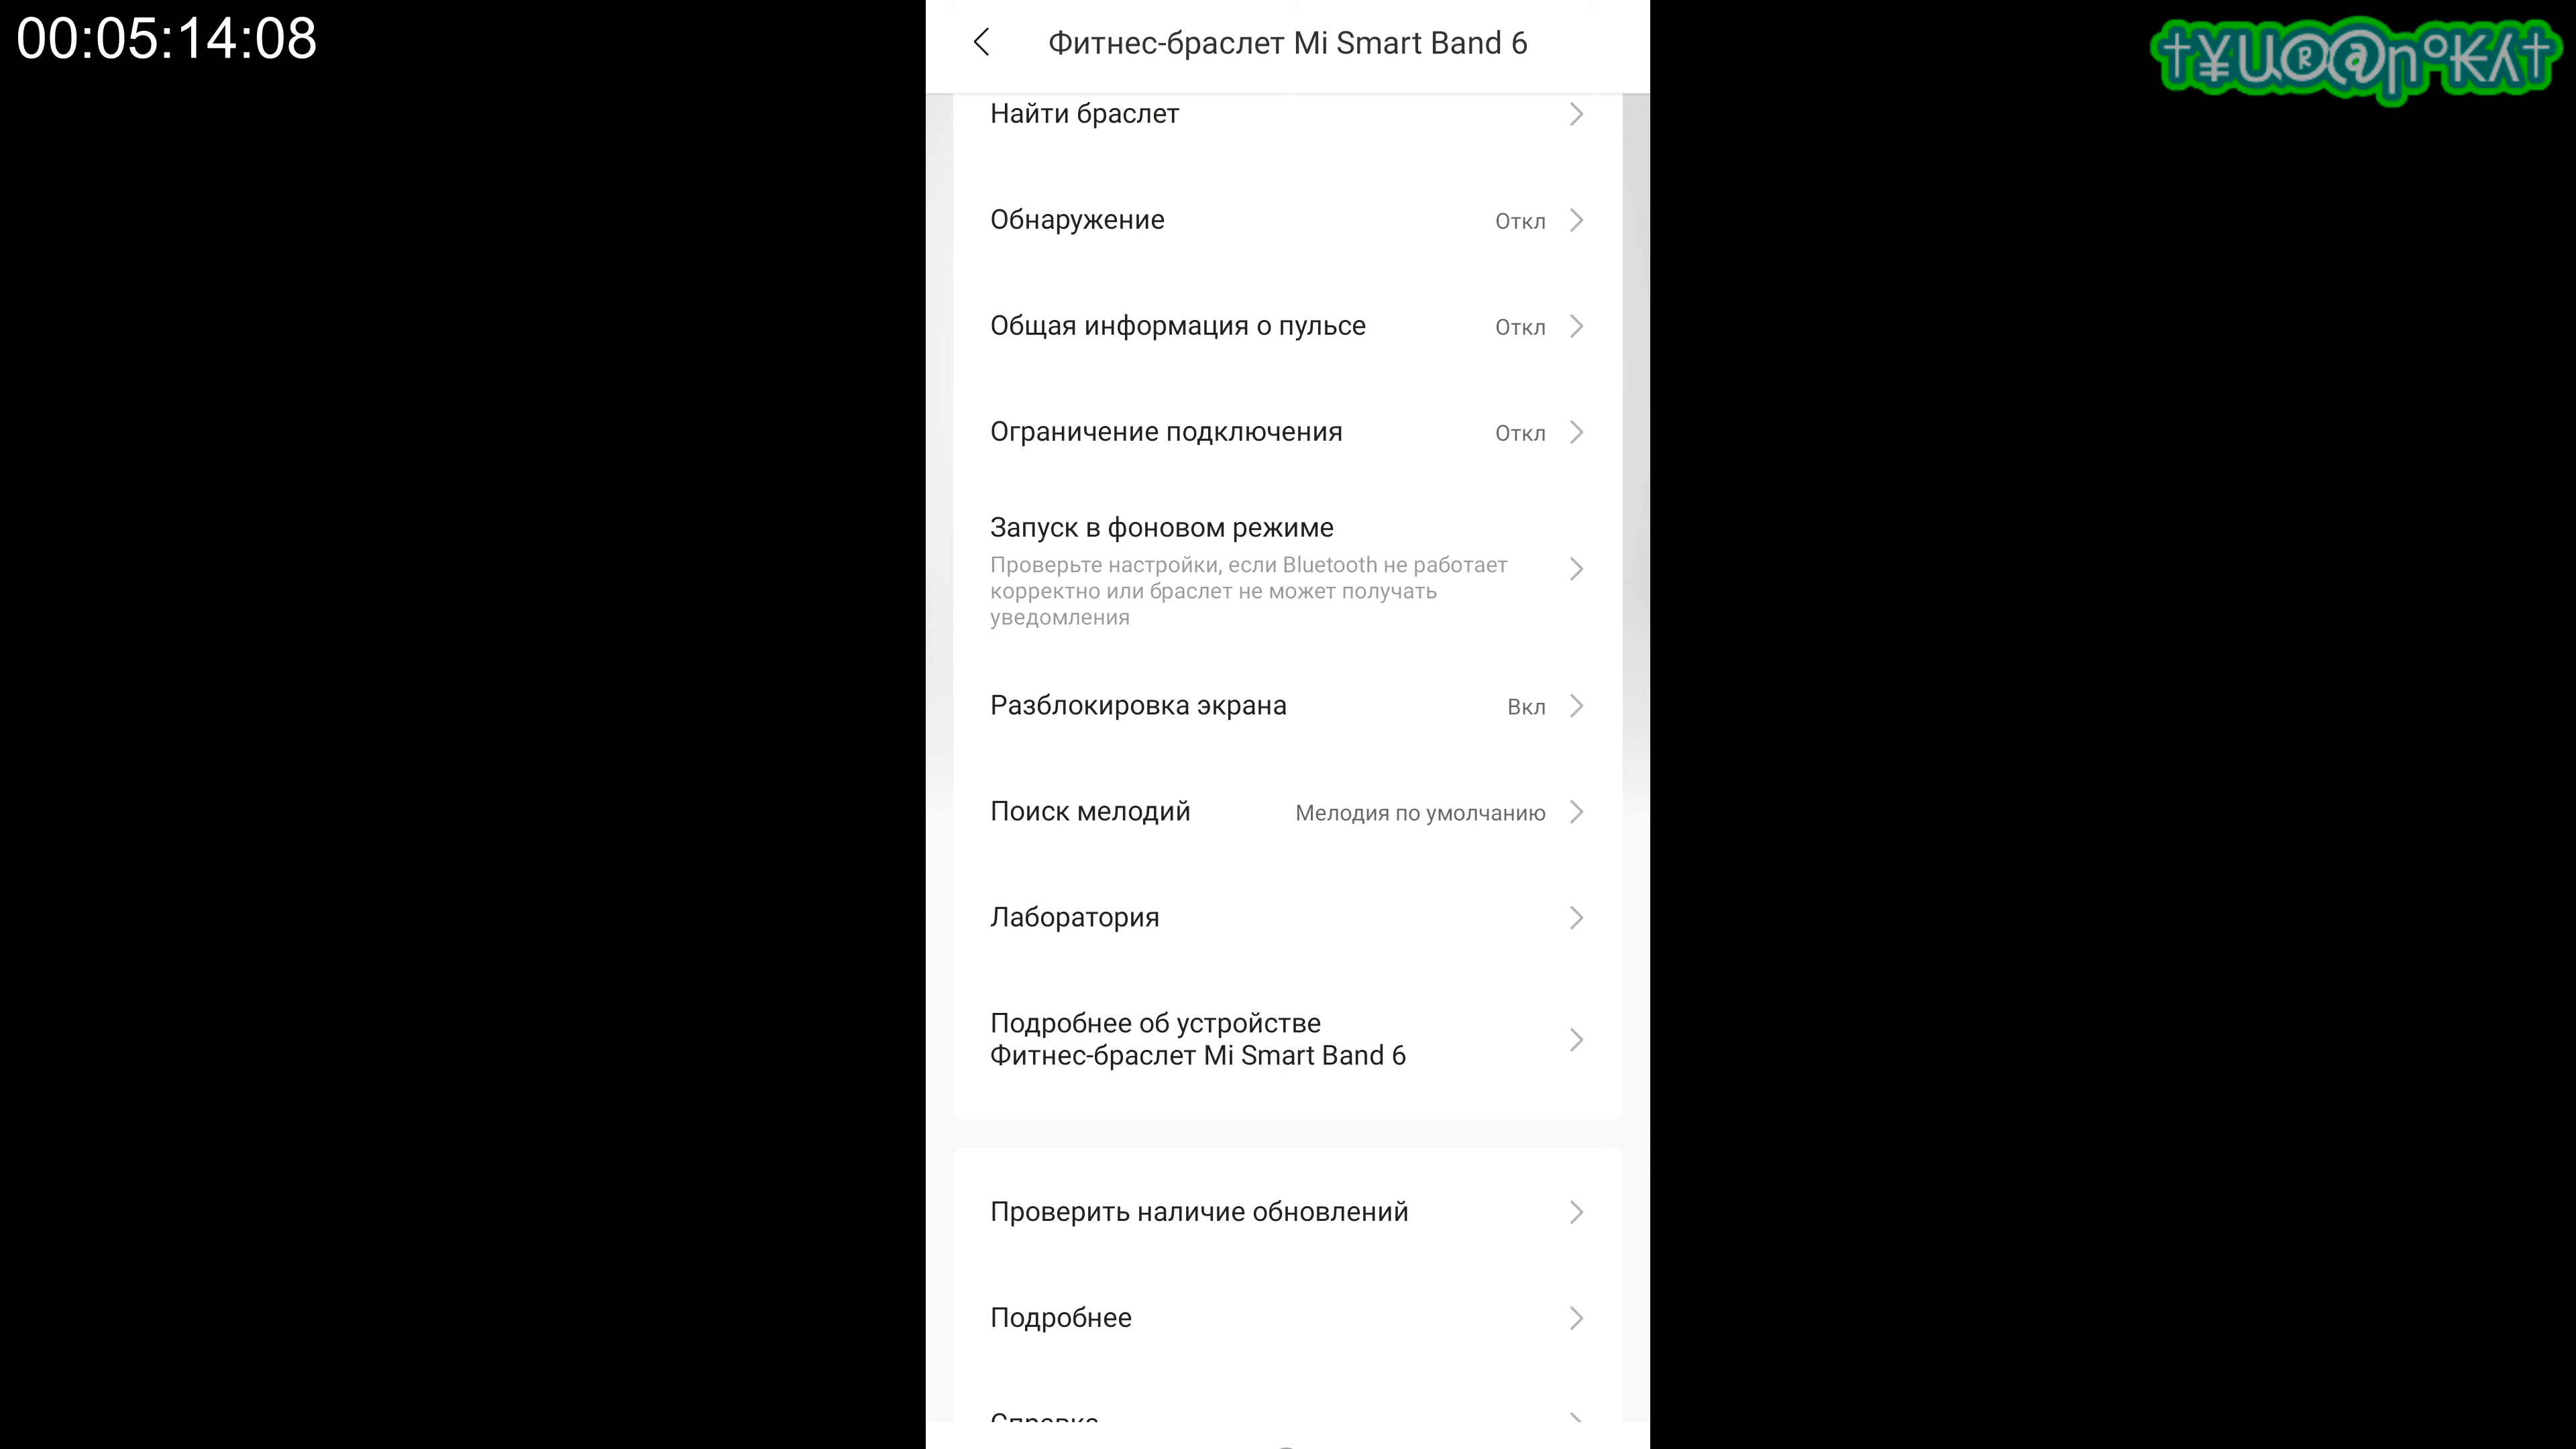 00:05:14:08
Фитнес-браслет Mi Smart Band 6
Найти браслет
Обнаружение Откл
Общая информация о пульсе Откл
Ограничение подключения Откл
Запуск в фоновом режиме
Проверьте настройки, если Bluetooth не работает
корректно или браслет не может получать
уведомления
Разблокировка экрана Вкл
Поиск мелодий Мелодия по умолчанию
Лаборатория
Подробнее об устройстве
Фитнес-браслет Mi Smart Band 6
Проверить наличие обновлений
Подробнее
Справка